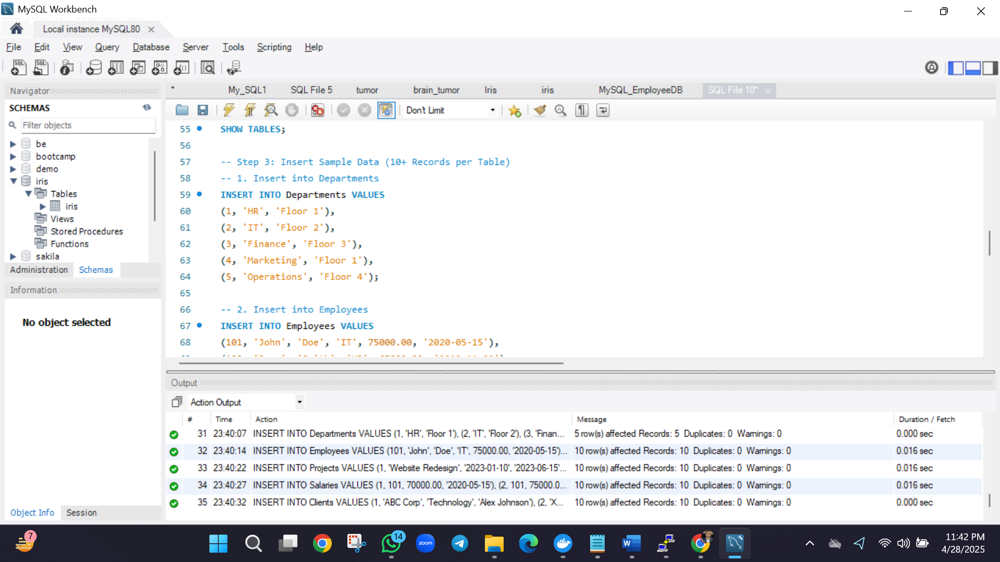 MySQL Workbench
Local instance MySQL80
File Edit View Query Database Server Tools Scripting Help
Navigator
SCHEMAS
Filter objects
be
bootcamp
demo
iris
Tables
iris
Views
Stored Procedures
Functions
sakila
Administration Schemas
Information
No object selected
Object Info Session
* My_SQL1 SQL File 5 tumor brain_tumor Iris iris MySQL_EmployeeDB SQL File 10*
Don't Limit
55 SHOW TABLES;
56
57 -- Step 3: Insert Sample Data (10+ Records per Table)
58 -- 1. Insert into Departments
59 INSERT INTO Departments VALUES
60 (1, 'HR', 'Floor 1'),
61 (2, 'IT', 'Floor 2'),
62 (3, 'Finance', 'Floor 3'),
63 (4, 'Marketing', 'Floor 1'),
64 (5, 'Operations', 'Floor 4');
65
66 -- 2. Insert into Employees
67 INSERT INTO Employees VALUES
68 (101, 'John', 'Doe', 'IT', 75000.00, '2020-05-15'),
Output
Action Output
# Time Action Message Duration / Fetch
31 23:40:07 INSERT INTO Departments VALUES (1, 'HR', 'Floor 1'), (2, 'IT', 'Floor 2'), (3, 'Finan... 5 row(s) affected Records: 5 Duplicates: 0 Warnings: 0 0.000 sec
32 23:40:14 INSERT INTO Employees VALUES (101, 'John', 'Doe', 'IT', 75000.00, '2020-05-15')... 10 row(s) affected Records: 10 Duplicates: 0 Warnings: 0 0.016 sec
33 23:40:22 INSERT INTO Projects VALUES (1, 'Website Redesign', '2023-01-10', '2023-06-15'... 10 row(s) affected Records: 10 Duplicates: 0 Warnings: 0 0.016 sec
34 23:40:27 INSERT INTO Salaries VALUES (1, 101, 70000.00, '2020-05-15'), (2, 101, 75000.0... 10 row(s) affected Records: 10 Duplicates: 0 Warnings: 0 0.016 sec
35 23:40:32 INSERT INTO Clients VALUES (1, 'ABC Corp', 'Technology', 'Alex Johnson'), (2, 'X... 10 row(s) affected Records: 10 Duplicates: 0 Warnings: 0 0.000 sec
7
14
zoom
W
11:42 PM
4/28/2025